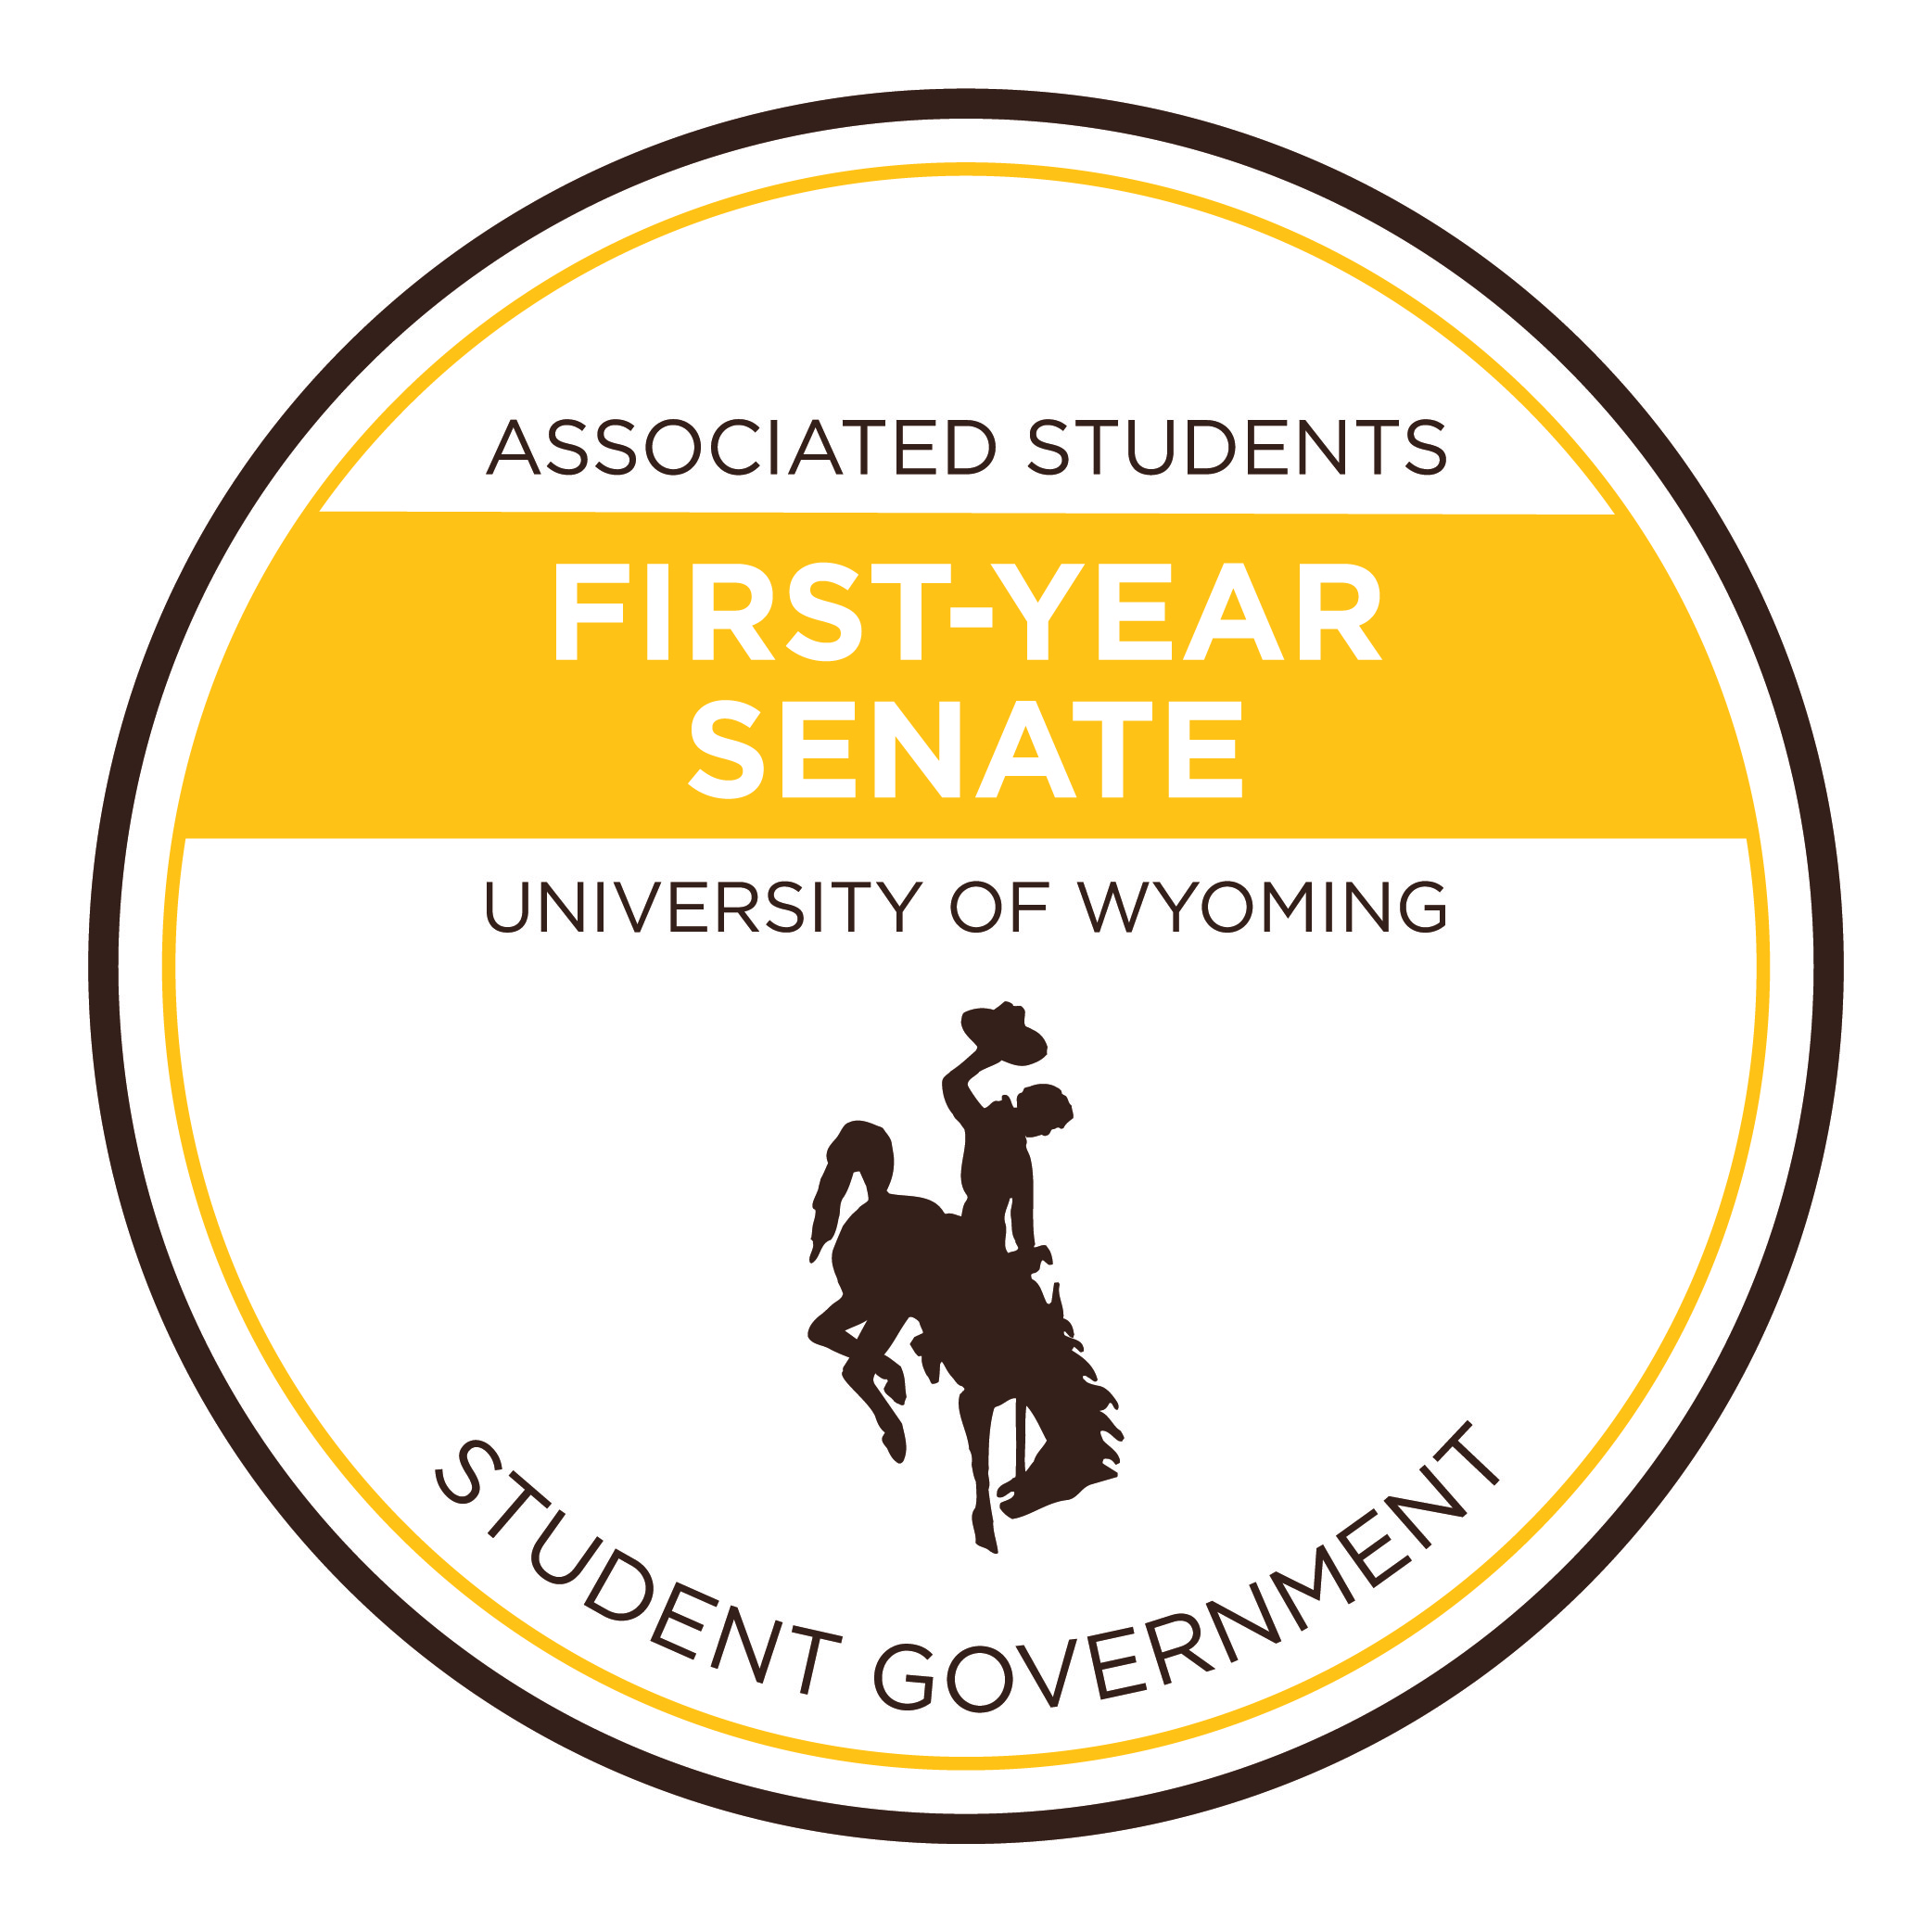 ASSOCIATED STUDENTS
FIRST-YEAR
SENATE
UNIVERSITY OF WYOMING
STUDENT GOVERNMENT